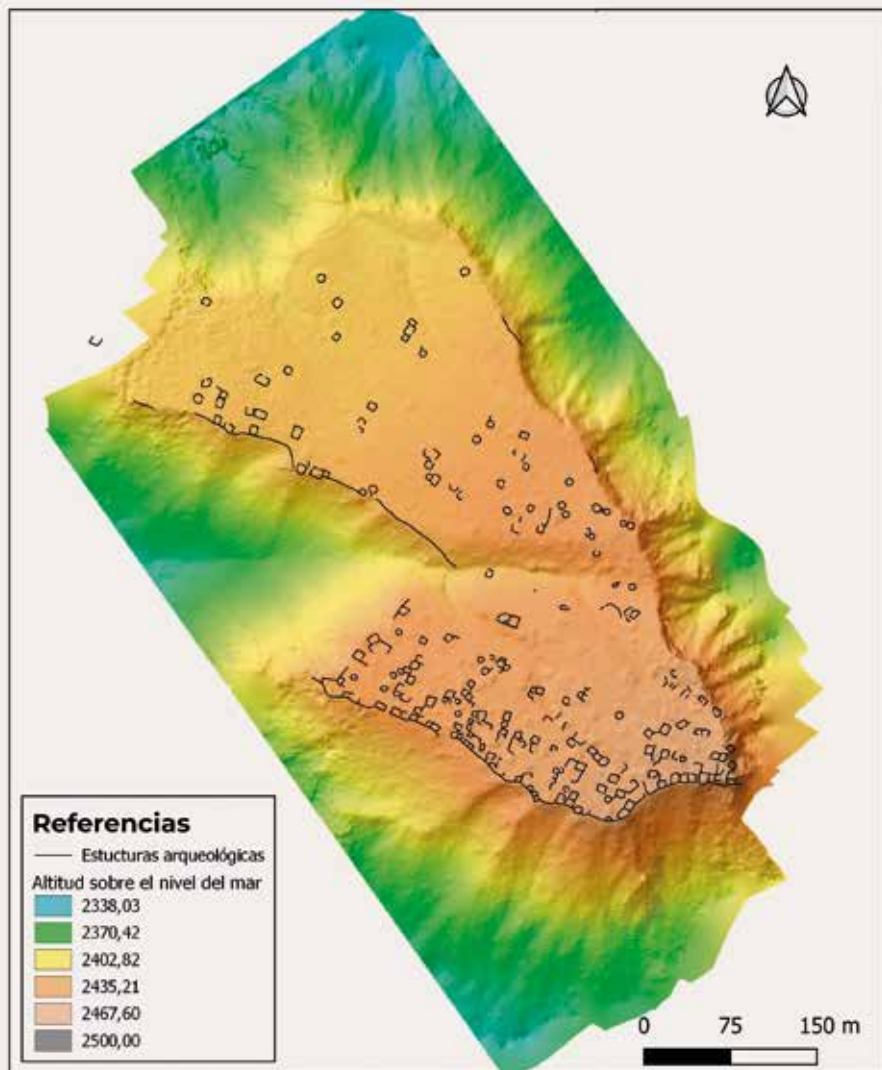 Referencias
Estucturas arqueológicas
Altitud sobre el nivel del mar
2338,03
2370,42
2402,82
2435,21
2467,60
2500,00
0 75 150 m